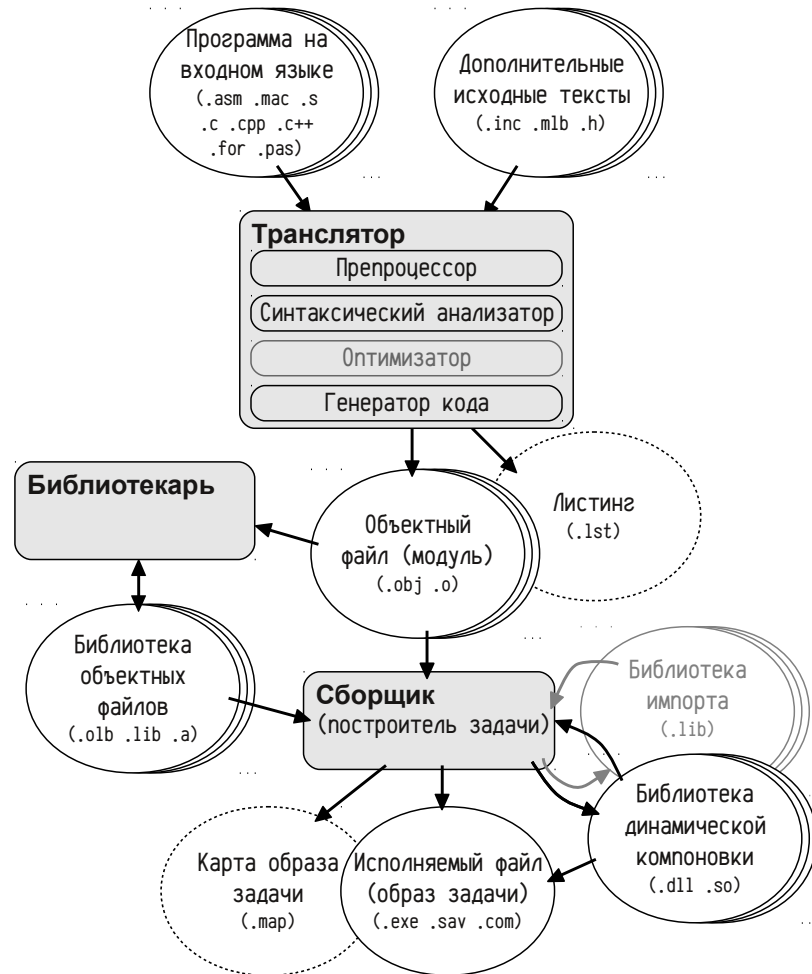 Программа на
входном языке
(.asm .mac .s
.c .cpp .c++
.for .pas)
Дополнительные
исходные тексты
(.inc .mlb .h)
Транслятор
Препроцессор
Синтаксический анализатор
Оптимизатор
Генератор кода
Библиотекарь
Объектный
файл (модуль)
(.obj .o)
Листинг
(.lst)
Библиотека
объектных
файлов
(.olb .lib .a)
Сборщик
(построитель задачи)
Библиотека
импорта
(.lib)
Библиотека
динамической
компоновки
(.dll .so)
Карта образа
задачи
(.map)
Исполняемый файл
(образ задачи)
(.exe .sav .com)